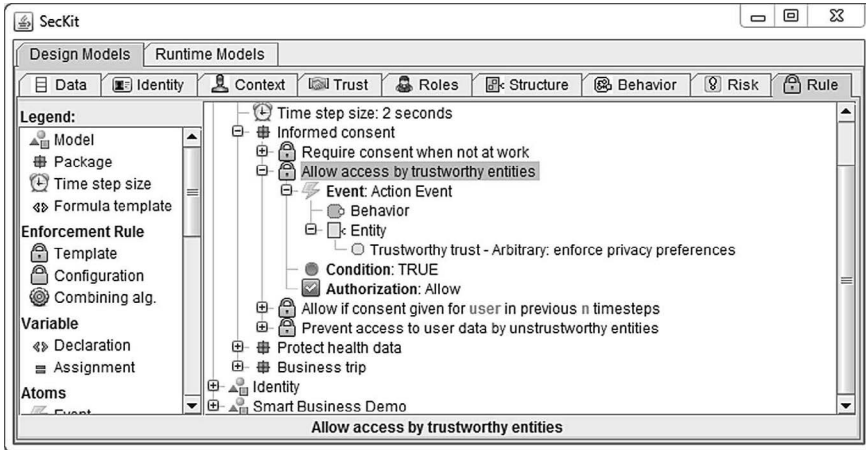 SecKit
Design Models Runtime Models
Data Identity Context Trust Roles Structure Behavior Risk Rule
Legend:
Model
Package
Time step size
Formula template
Enforcement Rule
Template
Configuration
Combining alg.
Variable
Declaration
Assignment
Atoms
Event
Time step size: 2 seconds
Informed consent
Require consent when not at work
Allow access by trustworthy entities
Event: Action Event
Behavior
Entity
Trustworthy trust - Arbitrary: enforce privacy preferences
Condition: TRUE
Authorization: Allow
Allow if consent given for user in previous n timesteps
Prevent access to user data by unstrustworthy entities
Protect health data
Business trip
Identity
Smart Business Demo
Allow access by trustworthy entities